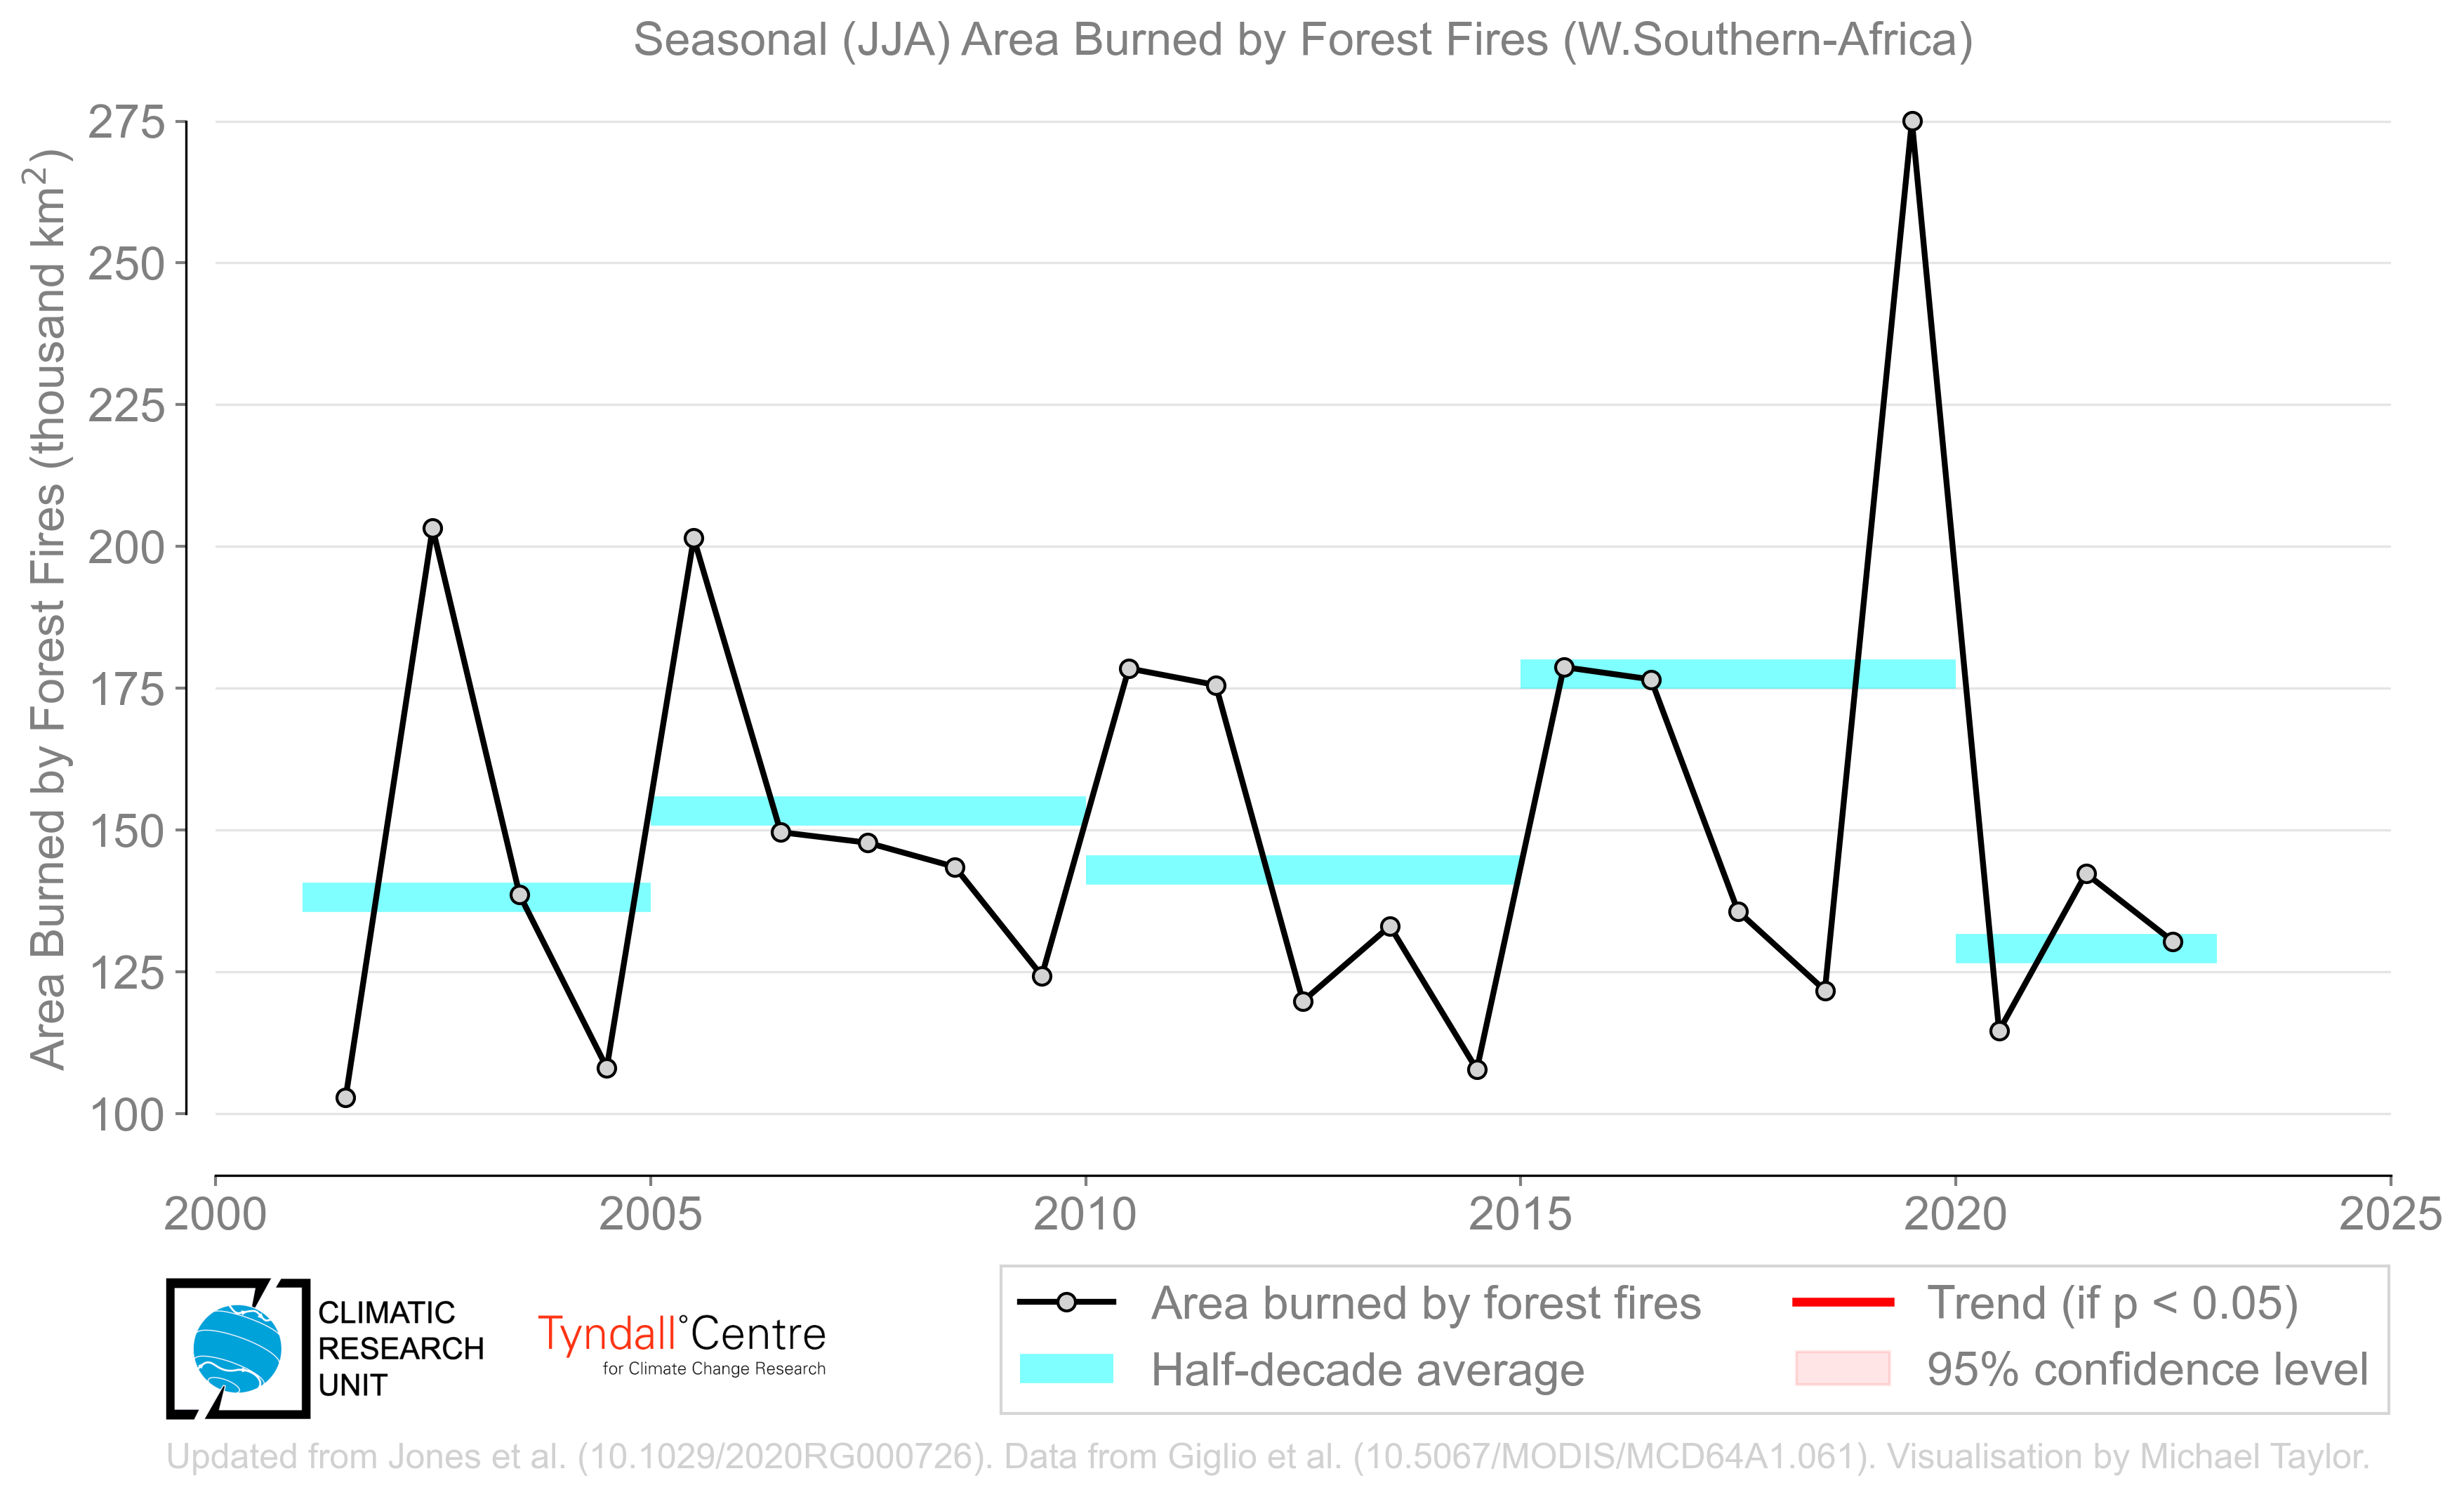 Seasonal (JJA) Area Burned by Forest Fires (W.Southern-Africa)
Area Burned by Forest Fires (thousand km²)
275
250
225
200
175
150
125
100
2000 2005 2010 2015 2020 2025
CLIMATIC
RESEARCH
UNIT
Tyndall°Centre
for Climate Change Research
Area burned by forest fires
Half-decade average
Trend (if p < 0.05)
95% confidence level
Updated from Jones et al. (10.1029/2020RG000726). Data from Giglio et al. (10.5067/MODIS/MCD64A1.061). Visualisation by Michael Taylor.